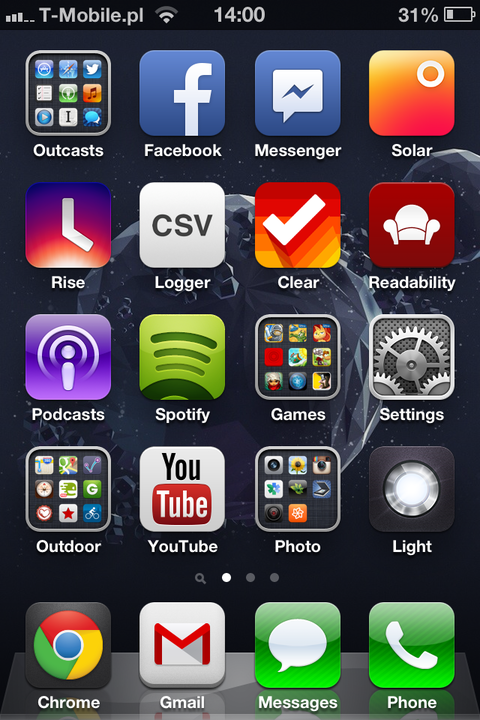 T-Mobile.pl 14:00 31%
Outcasts Facebook Messenger Solar
CSV
Rise Logger Clear Readability
Podcasts Spotify Games Settings
You
Tube
Outdoor YouTube Photo Light
Chrome Gmail Messages Phone